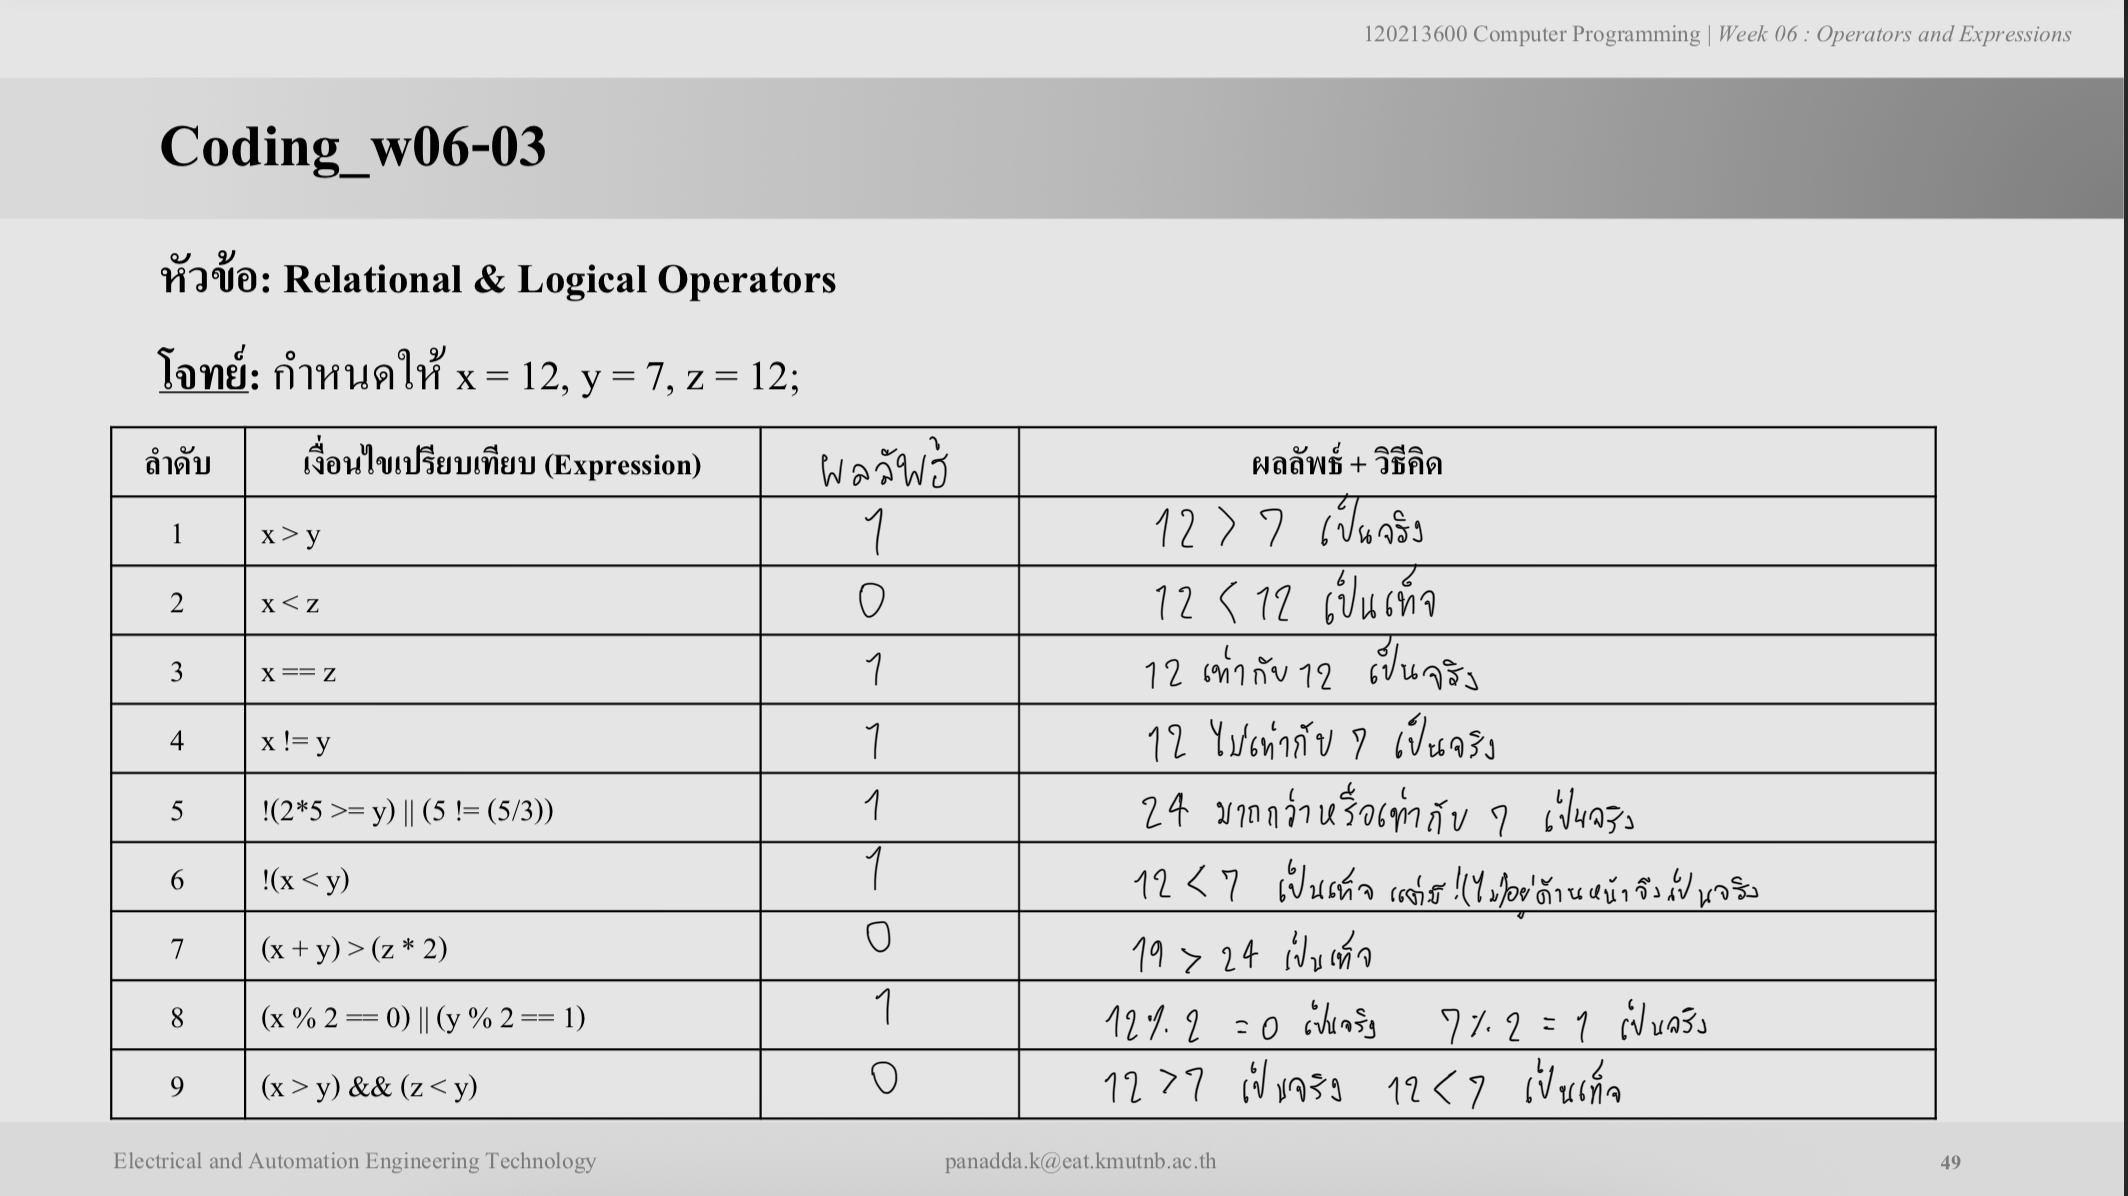 120213600 Computer Programming | Week 06 : Operators and Expressions
Coding_w06-03
หัวข้อ: Relational & Logical Operators
โจทย์: กำหนดให้ x = 12, y = 7, z = 12;
ลำดับ เงื่อนไขเปรียบเทียบ (Expression) ผลลัพธ์ ผลลัพธ์ + วิธีคิด
1 x > y 1 12 > 7 เป็นจริง
2 x < z 0 12 < 12 เป็นเท็จ
3 x == z 1 12 เท่ากับ 12 เป็นจริง
4 x != y 1 12 ไม่เท่ากับ 7 เป็นจริง
5 !(2*5 >= y) || (5 != (5/3)) 1 24 มากกว่าหรือเท่ากับ 7 เป็นจริง
6 !(x < y) 1 12 < 7 เป็นเท็จ แต่มี !(ไม่)อยู่ด้านหน้าจึงเป็นจริง
7 (x + y) > (z * 2) 0 19 > 24 เป็นเท็จ
8 (x % 2 == 0) || (y % 2 == 1) 1 12 % 2 = 0 เป็นจริง 7 % 2 = 1 เป็นจริง
9 (x > y) && (z < y) 0 12 > 7 เป็นจริง 12 < 7 เป็นเท็จ
Electrical and Automation Engineering Technology panadda.k@eat.kmutnb.ac.th 49